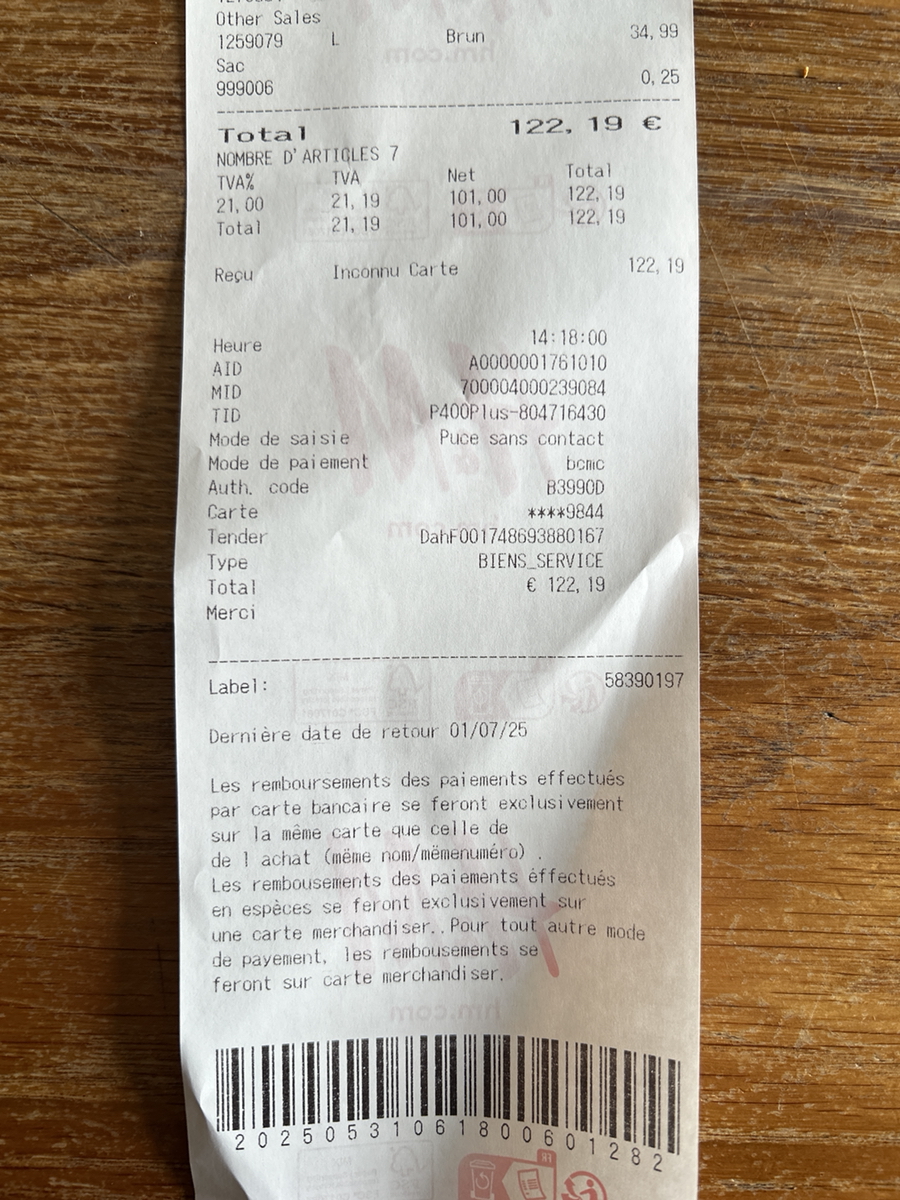 Other Sales
1259079 L Brun 34,99
Sac
999006 0,25
Total 122,19 €
NOMBRE D'ARTICLES 7
TVA% TVA Net Total
21,00 21,19 101,00 122,19
Total 21,19 101,00 122,19
Reçu Inconnu Carte 122,19
Heure 14:18:00
AID A0000001761010
MID 700004000239084
TID P400Plus-804716430
Mode de saisie Puce sans contact
Mode de paiement bcmc
Auth. code B3990D
Carte ****9844
Tender DahF001748693880167
Type BIENS_SERVICE
Total € 122,19
Merci
Label: 58390197
Dernière date de retour 01/07/25
Les remboursements des paiements effectués
par carte bancaire se feront exclusivement
sur la même carte que celle de
de l achat (même nom/mêmenuméro) .
Les rembousements des paiements éffectués
en espèces se feront exclusivement sur
une carte merchandiser..Pour tout autre mode
de payement, les rembousements se
feront sur carte merchandiser.
hm.com
2025053106180060 1282